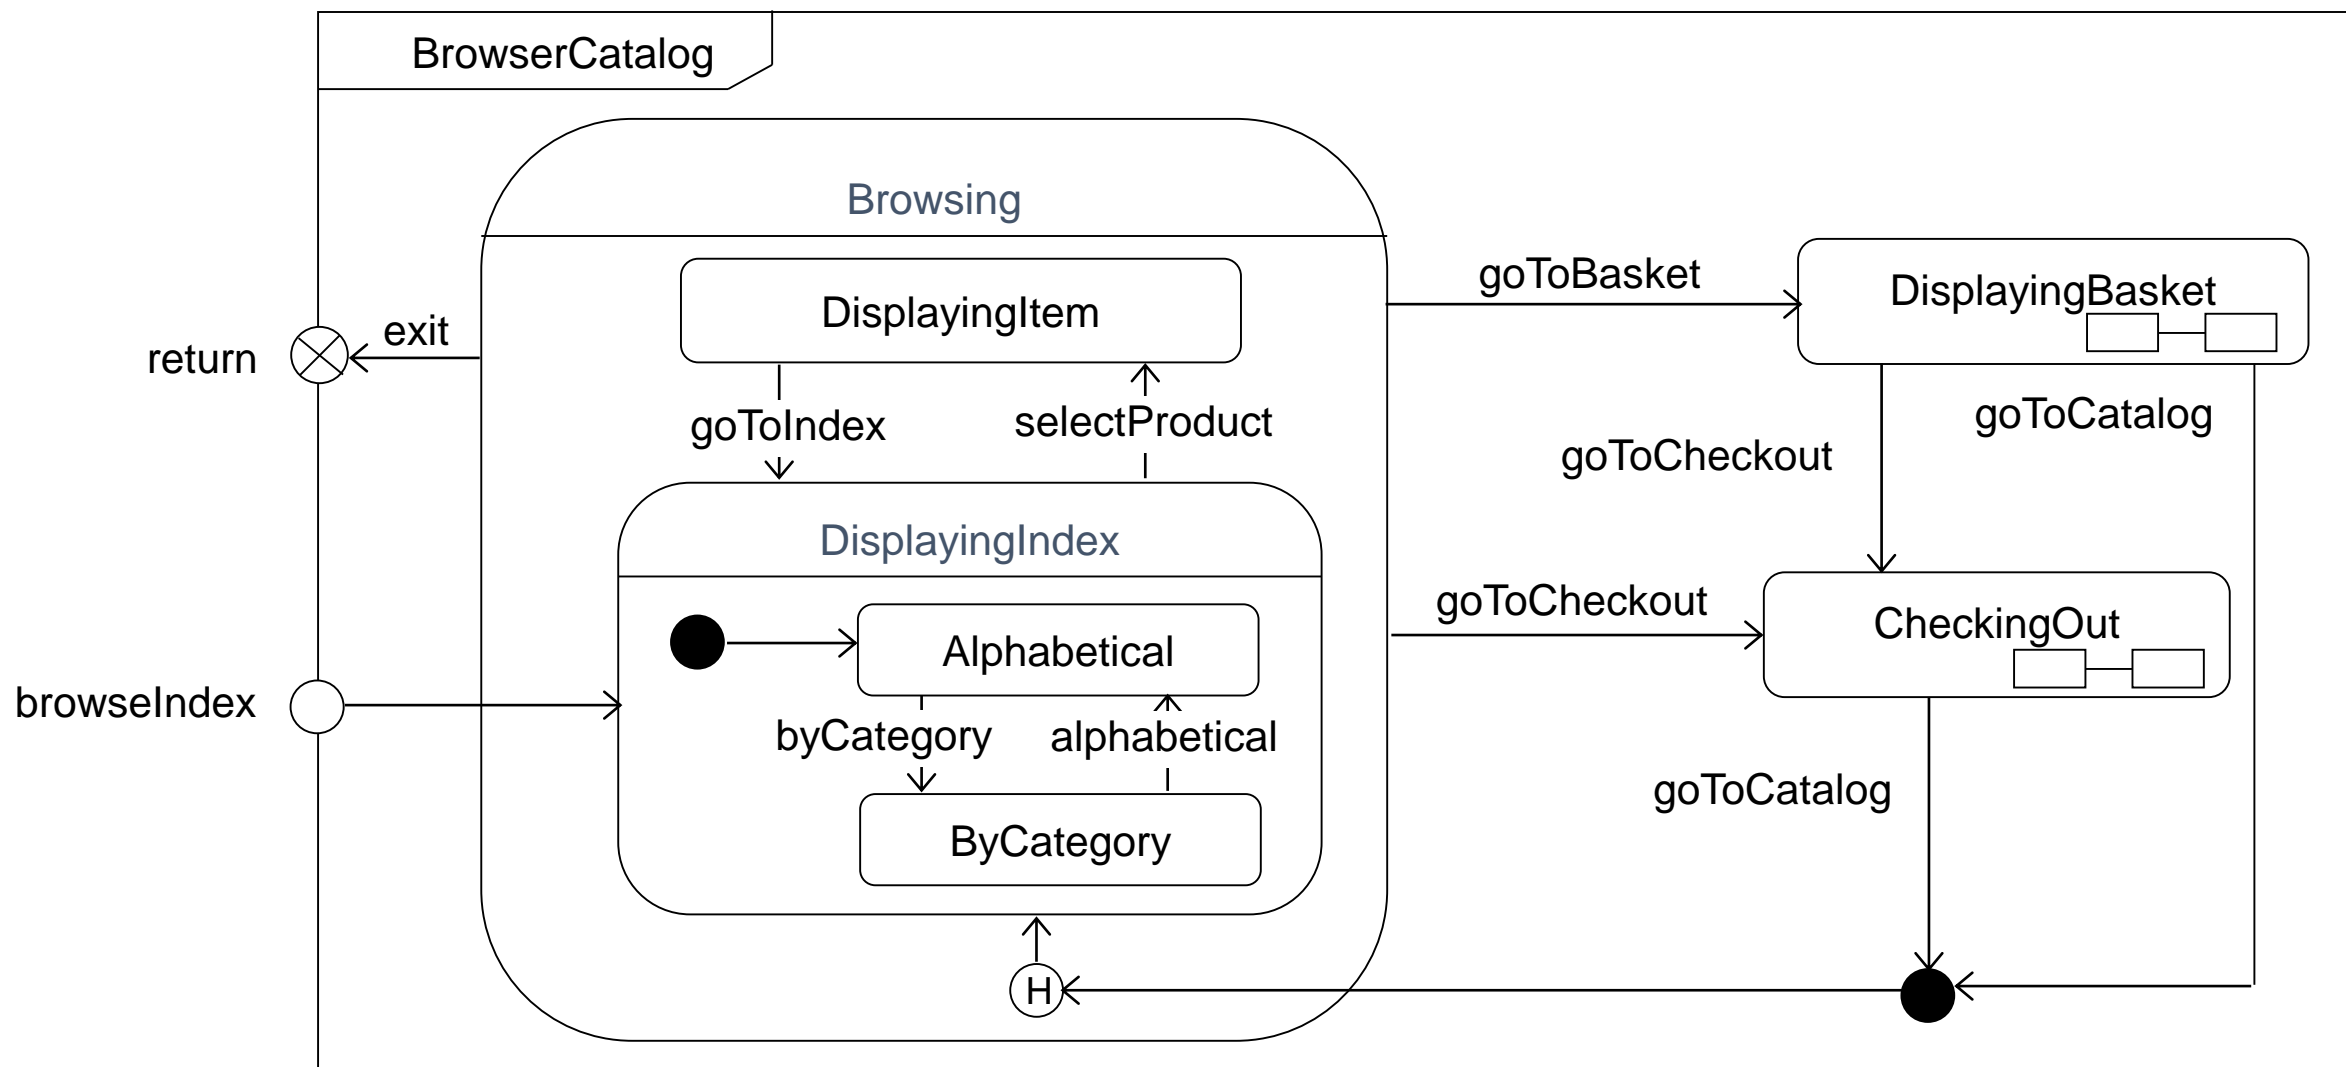 BrowserCatalog
Browsing
goToBasket
DisplayingBasket
DisplayingItem
exit
return
goToIndex
selectProduct
goToCatalog
goToCheckout
DisplayingIndex
goToCheckout
CheckingOut
Alphabetical
browseIndex
byCategory
alphabetical
goToCatalog
ByCategory
H